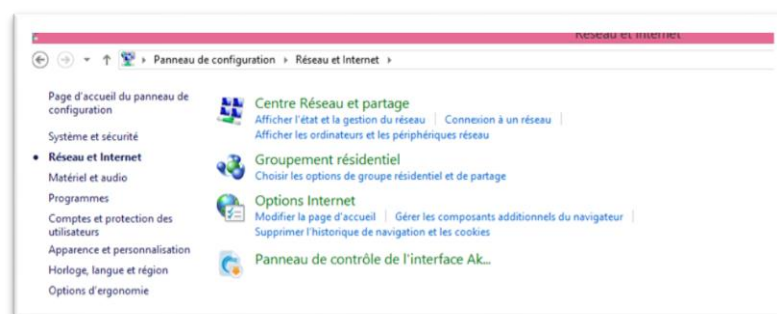 Réseau et Internet
Panneau de configuration ▸ Réseau et Internet ▸
Page d'accueil du panneau de
configuration
Système et sécurité
Réseau et Internet
Matériel et audio
Programmes
Comptes et protection des
utilisateurs
Apparence et personnalisation
Horloge, langue et région
Options d'ergonomie
Centre Réseau et partage
Afficher l'état et la gestion du réseau | Connexion à un réseau |
Afficher les ordinateurs et les périphériques réseau
Groupement résidentiel
Choisir les options de groupe résidentiel et de partage
Options Internet
Modifier la page d'accueil | Gérer les composants additionnels du navigateur |
Supprimer l'historique de navigation et les cookies
Panneau de contrôle de l'interface Ak...